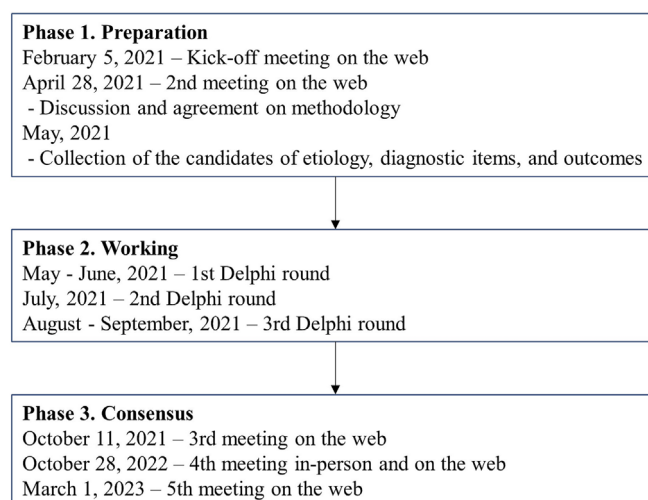 Phase 1. Preparation
February 5, 2021 – Kick-off meeting on the web
April 28, 2021 – 2nd meeting on the web
- Discussion and agreement on methodology
May, 2021
- Collection of the candidates of etiology, diagnostic items, and outcomes
Phase 2. Working
May - June, 2021 – 1st Delphi round
July, 2021 – 2nd Delphi round
August - September, 2021 – 3rd Delphi round
Phase 3. Consensus
October 11, 2021 – 3rd meeting on the web
October 28, 2022 – 4th meeting in-person and on the web
March 1, 2023 – 5th meeting on the web